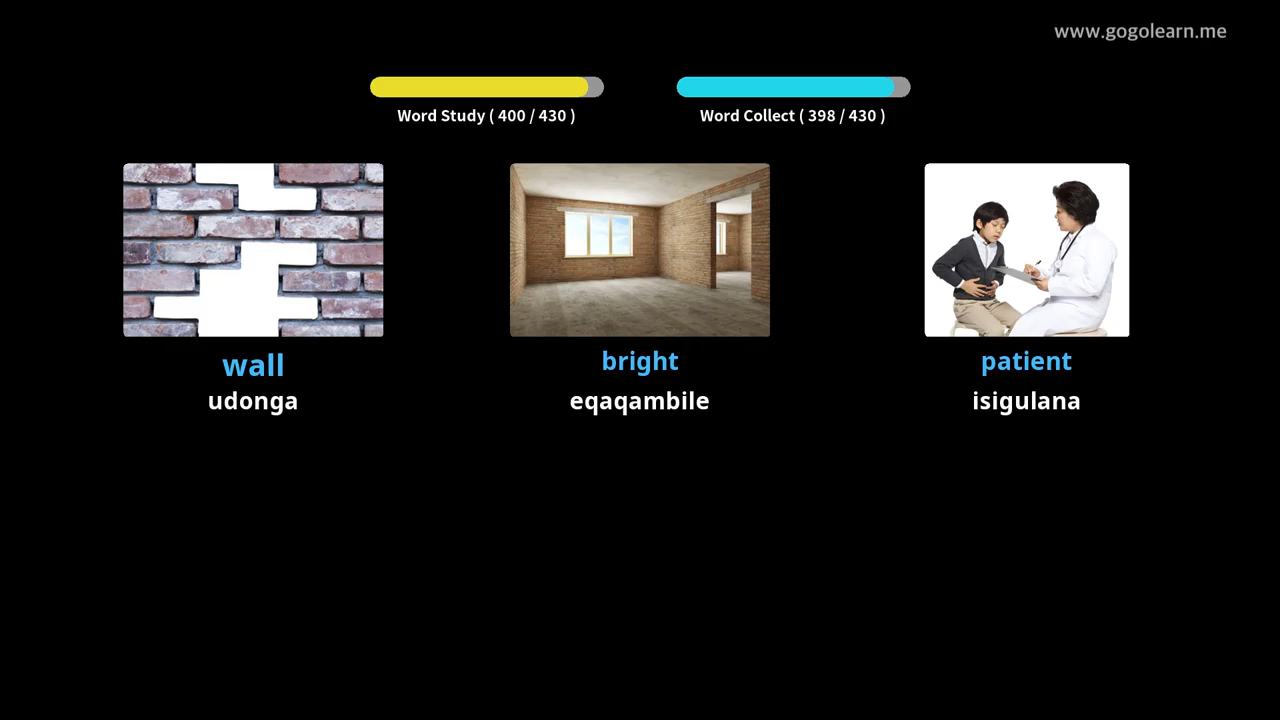 www.gogolearn.me
Word Study ( 400 / 430 )
Word Collect ( 398 / 430 )
wall
bright
patient
udonga
eqaqambile
isigulana